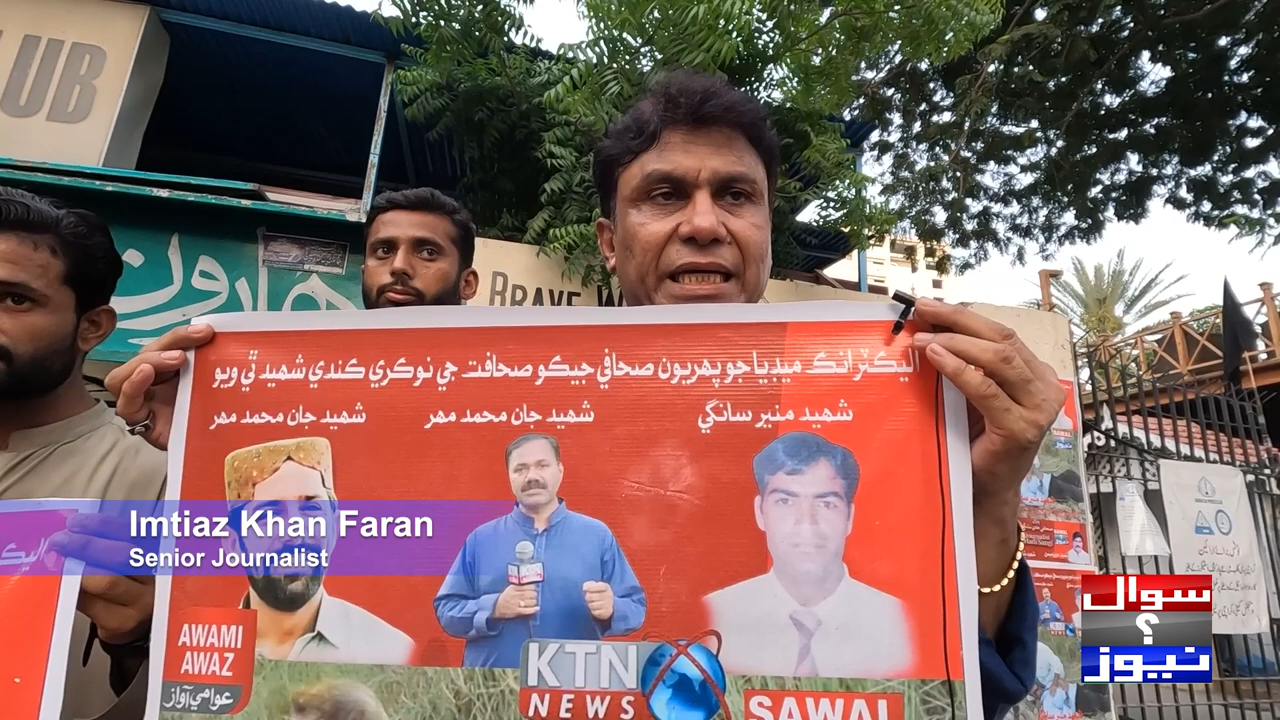 UB
هارون
BRAVE W
اليڪٽرانڪ ميڊيا جو پهريون صحافي جيڪو صحافت جي نوڪري ڪندي شهيد ٿي ويو
شهيد منير سانگي
شهيد جان محمد مهر
شهيد جان محمد مهر
Imtiaz Khan Faran
Senior Journalist
AWAMI
AWAZ
عوامي آواز
KTN
NEWS
SAWAL
سوال
؟
نیوز